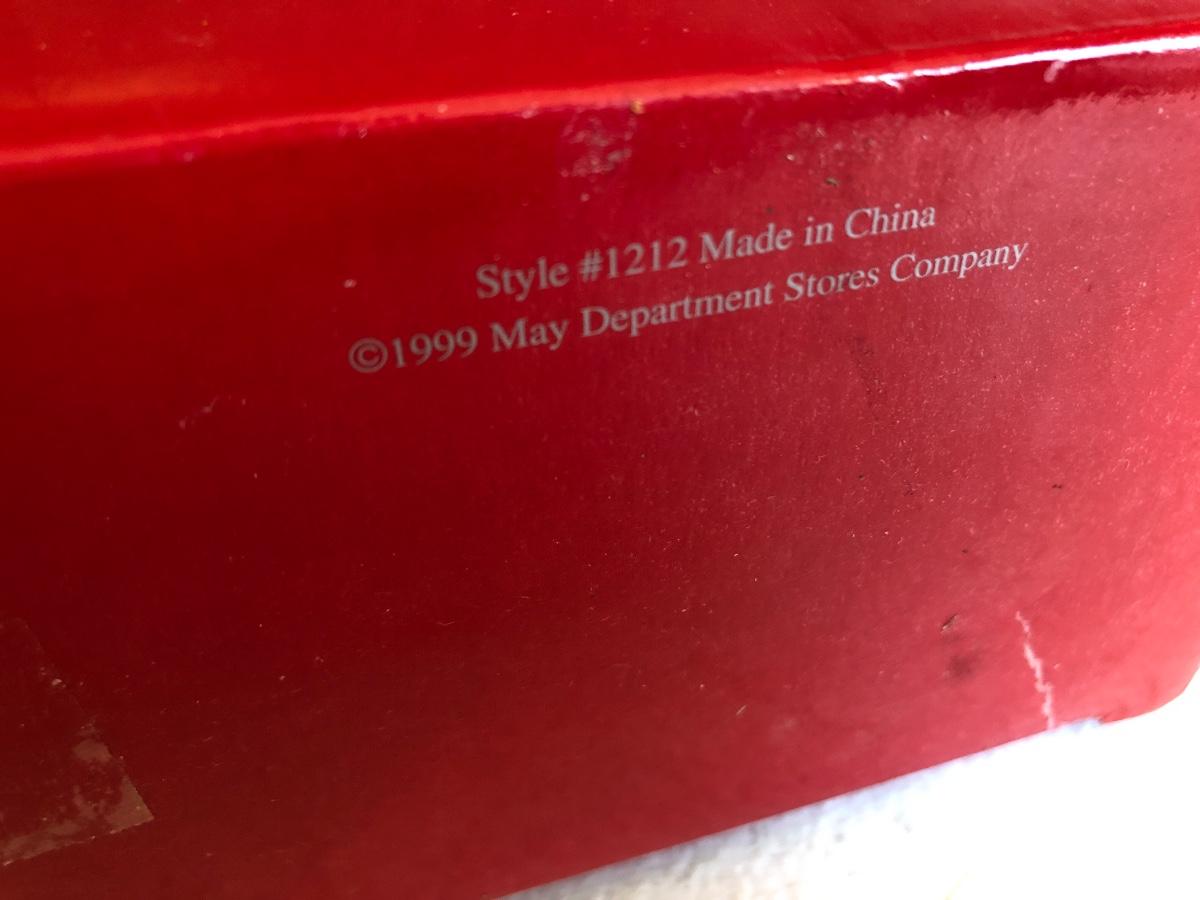 Style #1212 Made in China
©1999 May Department Stores Company